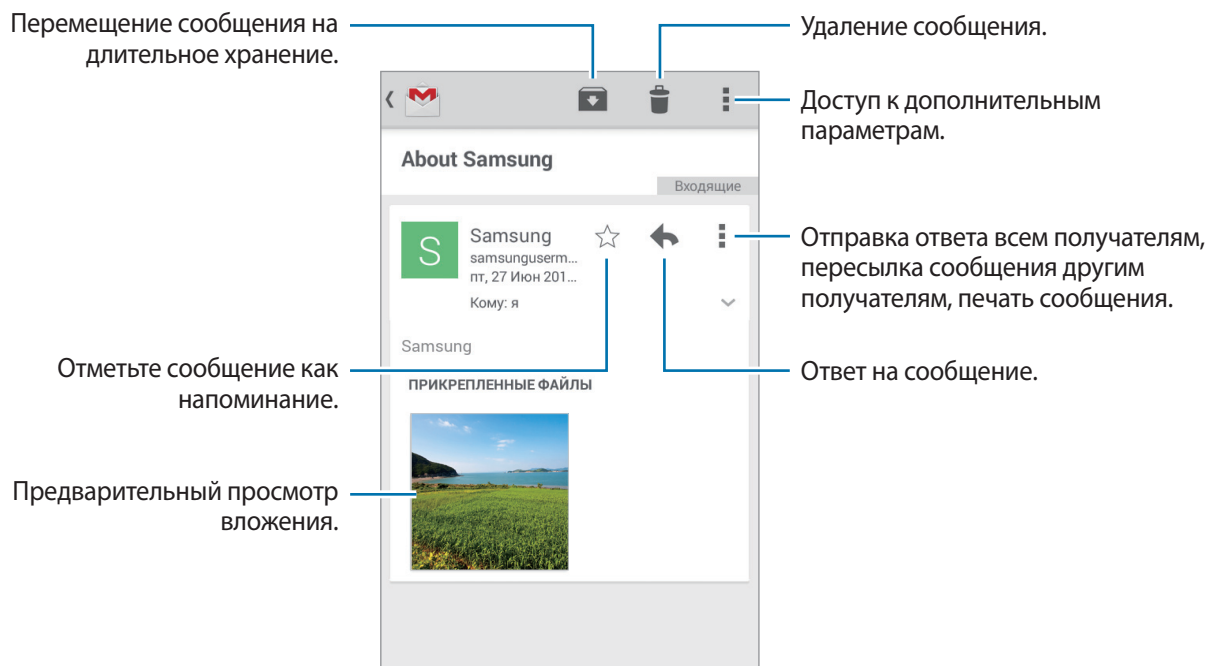 Перемещение сообщения на
длительное хранение.
Удаление сообщения.
Доступ к дополнительным
параметрам.
About Samsung
Входящие
S
Samsung
samsunguserm...
пт, 27 Июн 201...
Кому: я
Отправка ответа всем получателям,
пересылка сообщения другим
получателям, печать сообщения.
Samsung
Отметьте сообщение как
напоминание.
Ответ на сообщение.
ПРИКРЕПЛЕННЫЕ ФАЙЛЫ
Предварительный просмотр
вложения.